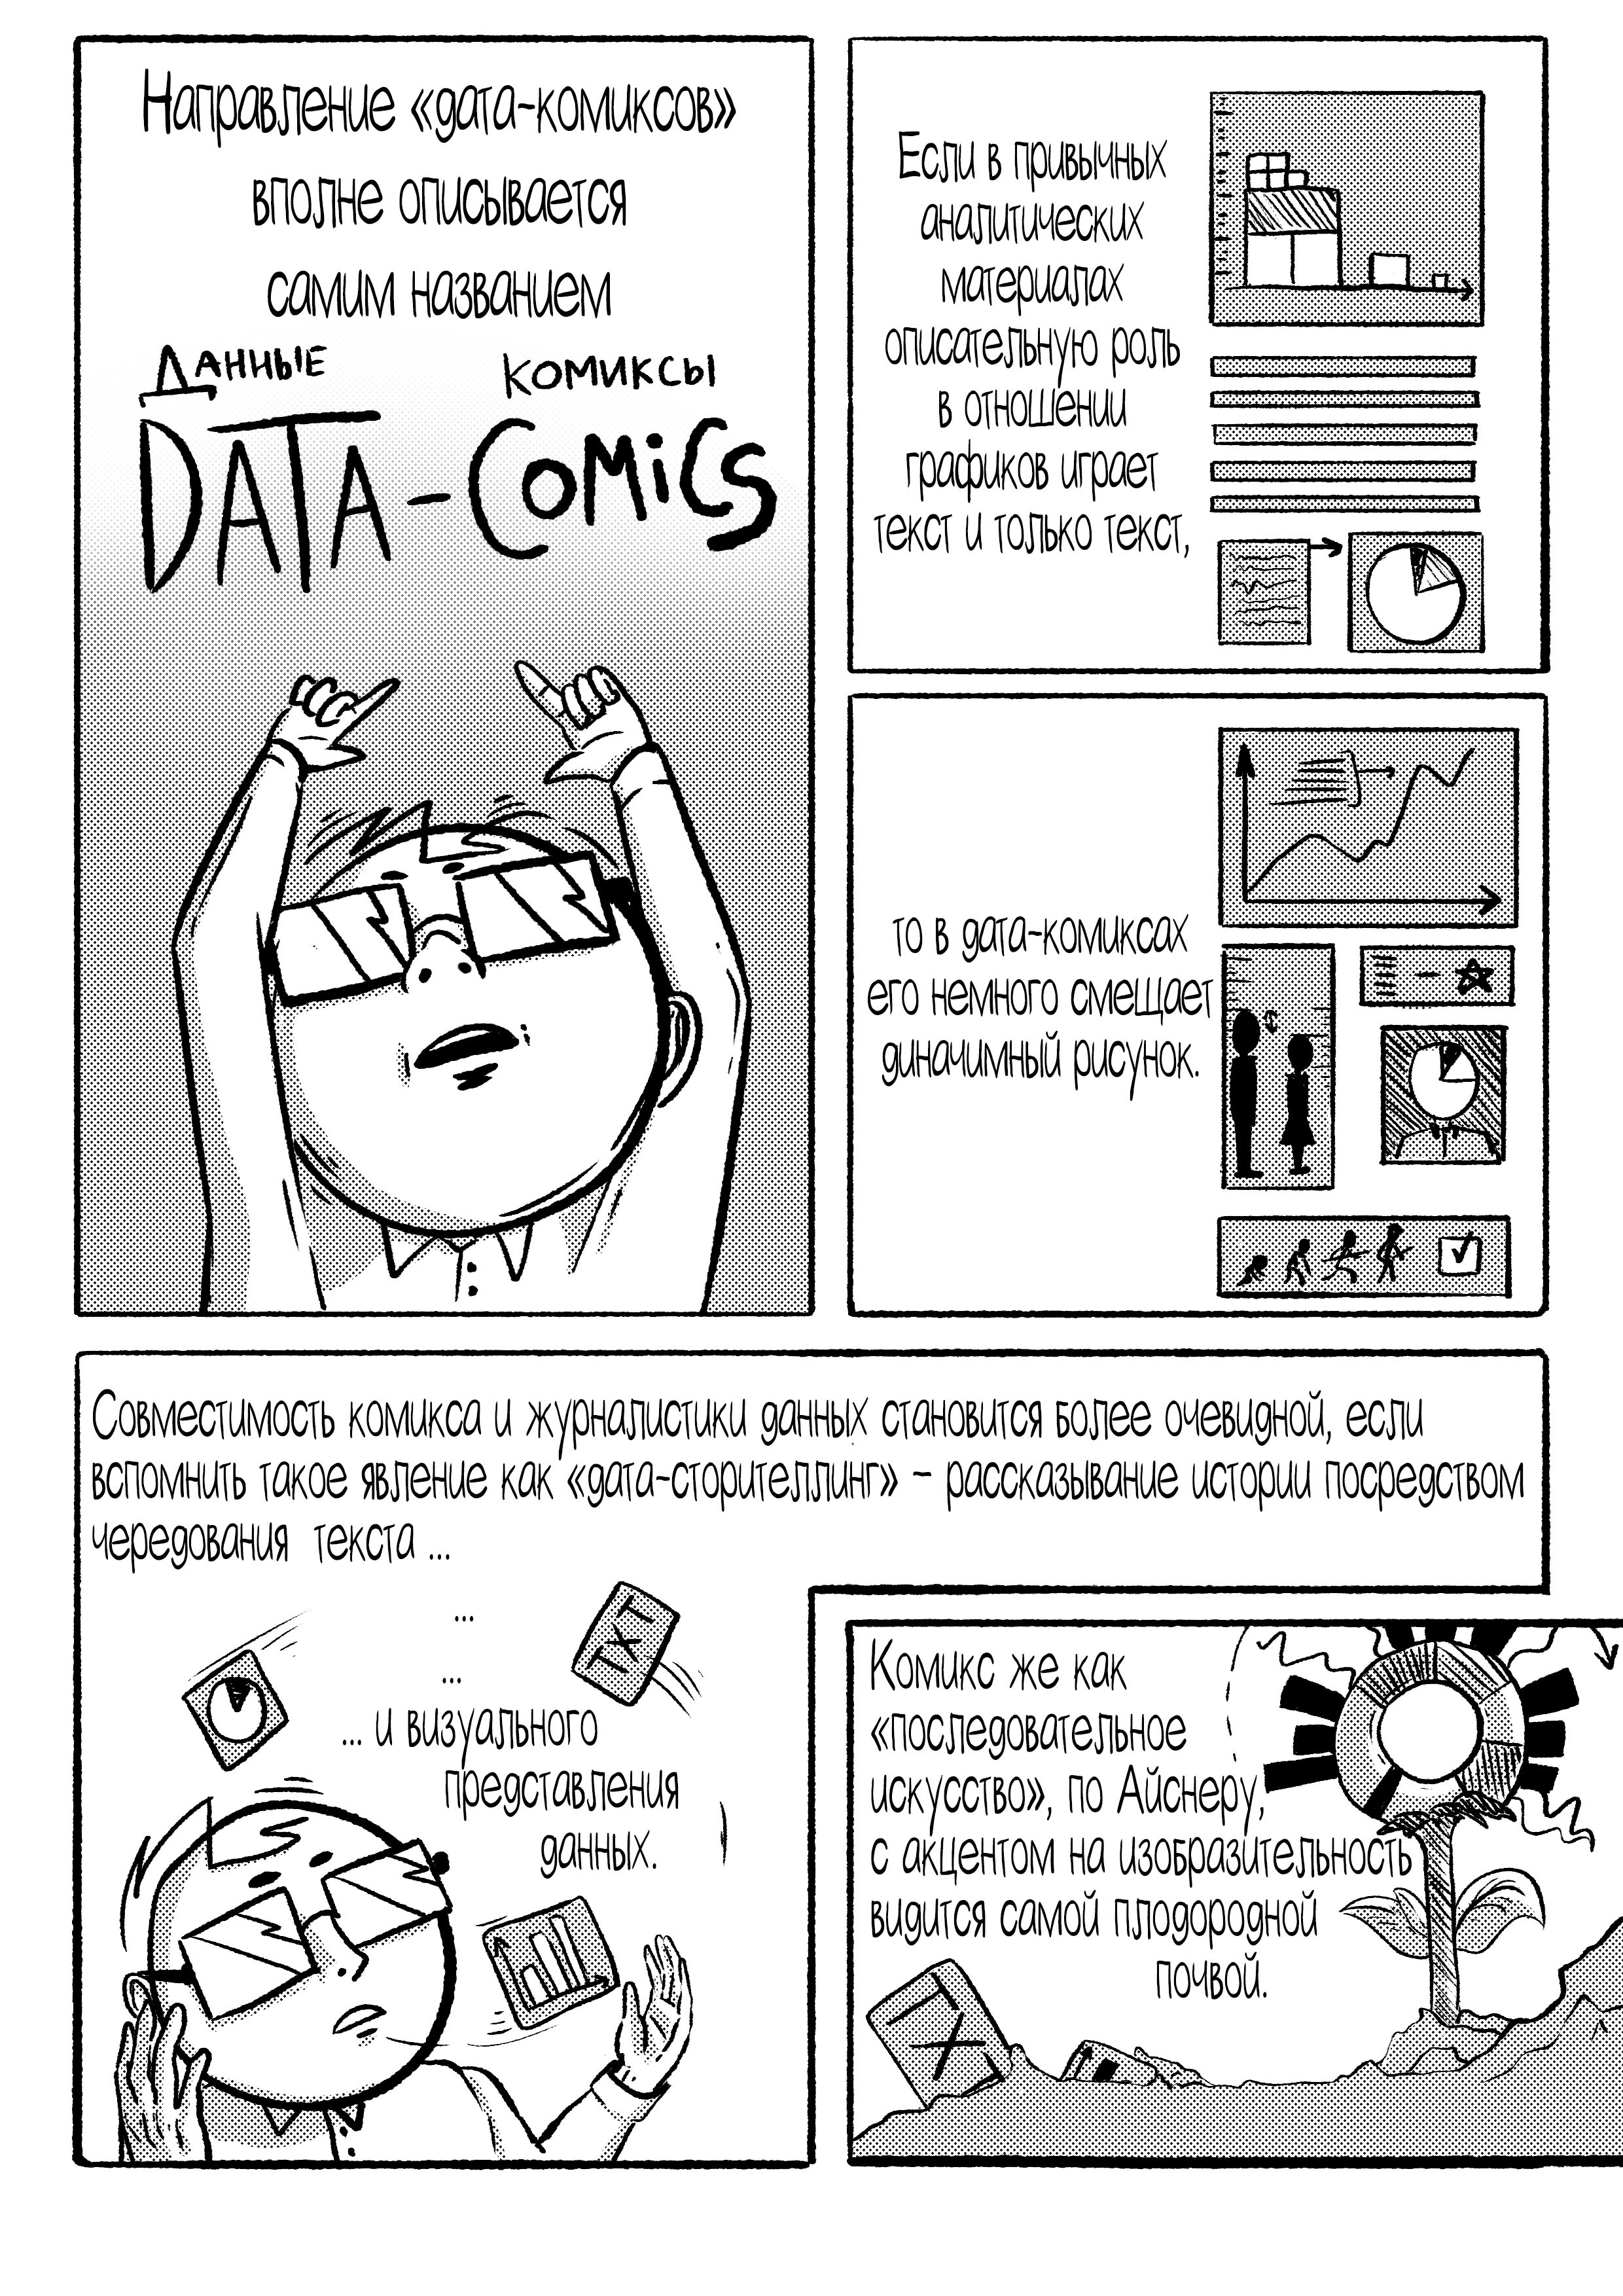 Направление «дата-комиксов»
вполне описывается
самим названием
Данные
комиксы
DATA-COMiCS
Если в привычных
аналитических
материалах
описательную роль
в отношении
графиков играет
текст и только текст,
то в дата-комиксах
его немного смещает
диначимный рисунок.
Совместимость комикса и журналистики данных становится более очевидной, если
вспомнить такое явление как «дата-сторителлинг» - рассказывание истории посредством
чередования текста ...
...
TXT
...
... и визуального
представления
данных.
Комикс же как
«последовательное
искусство», по Айснеру,
с акцентом на изобразительность
видится самой плодородной
почвой.
TX